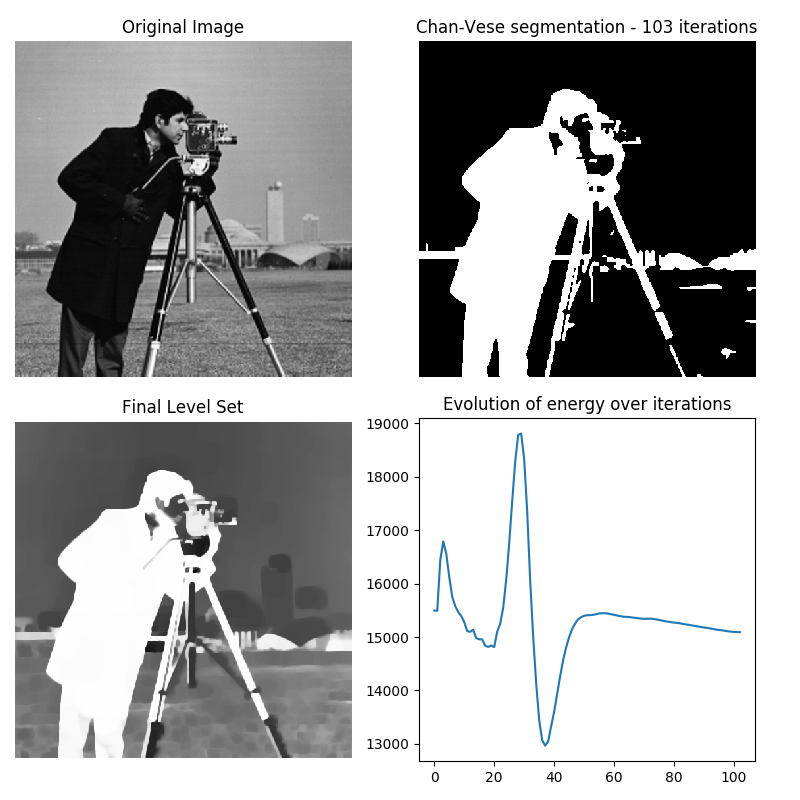 Original Image
Chan-Vese segmentation - 103 iterations
Final Level Set
Evolution of energy over iterations
19000
18000
17000
16000
15000
14000
13000
0 20 40 60 80 100